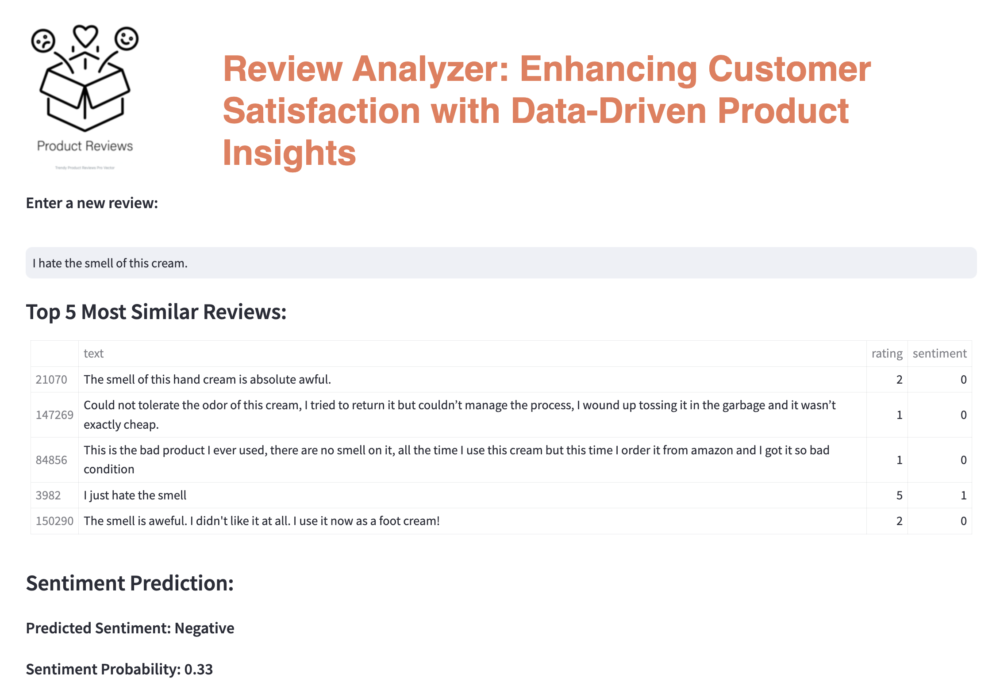 Product Reviews
Trendy Product Reviews Pro Vector
Review Analyzer: Enhancing Customer
Satisfaction with Data-Driven Product
Insights
Enter a new review:
I hate the smell of this cream.
Top 5 Most Similar Reviews:
text rating sentiment
21070 The smell of this hand cream is absolute awful. 2 0
147269 Could not tolerate the odor of this cream, I tried to return it but couldn’t manage the process, I wound up tossing it in the garbage and it wasn’t
exactly cheap. 1 0
84856 This is the bad product I ever used, there are no smell on it, all the time I use this cream but this time I order it from amazon and I got it so bad
condition 1 0
3982 I just hate the smell 5 1
150290 The smell is aweful. I didn't like it at all. I use it now as a foot cream! 2 0
Sentiment Prediction:
Predicted Sentiment: Negative
Sentiment Probability: 0.33